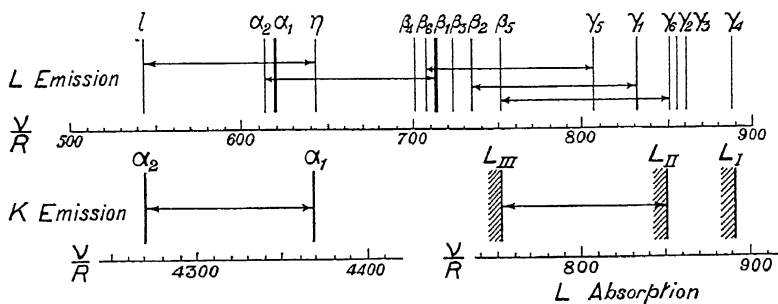 l α₂ α₁ η β₄ β₆ β₁ β₃ β₂ β₅ γ₅ γ₁ γ₆ γ₂ γ₃ γ₄
L Emission
ν/R 500 600 700 800 900
α₂ α₁ L_III L_II L_I
K Emission
ν/R 4300 4400 ν/R 800 900
L Absorption